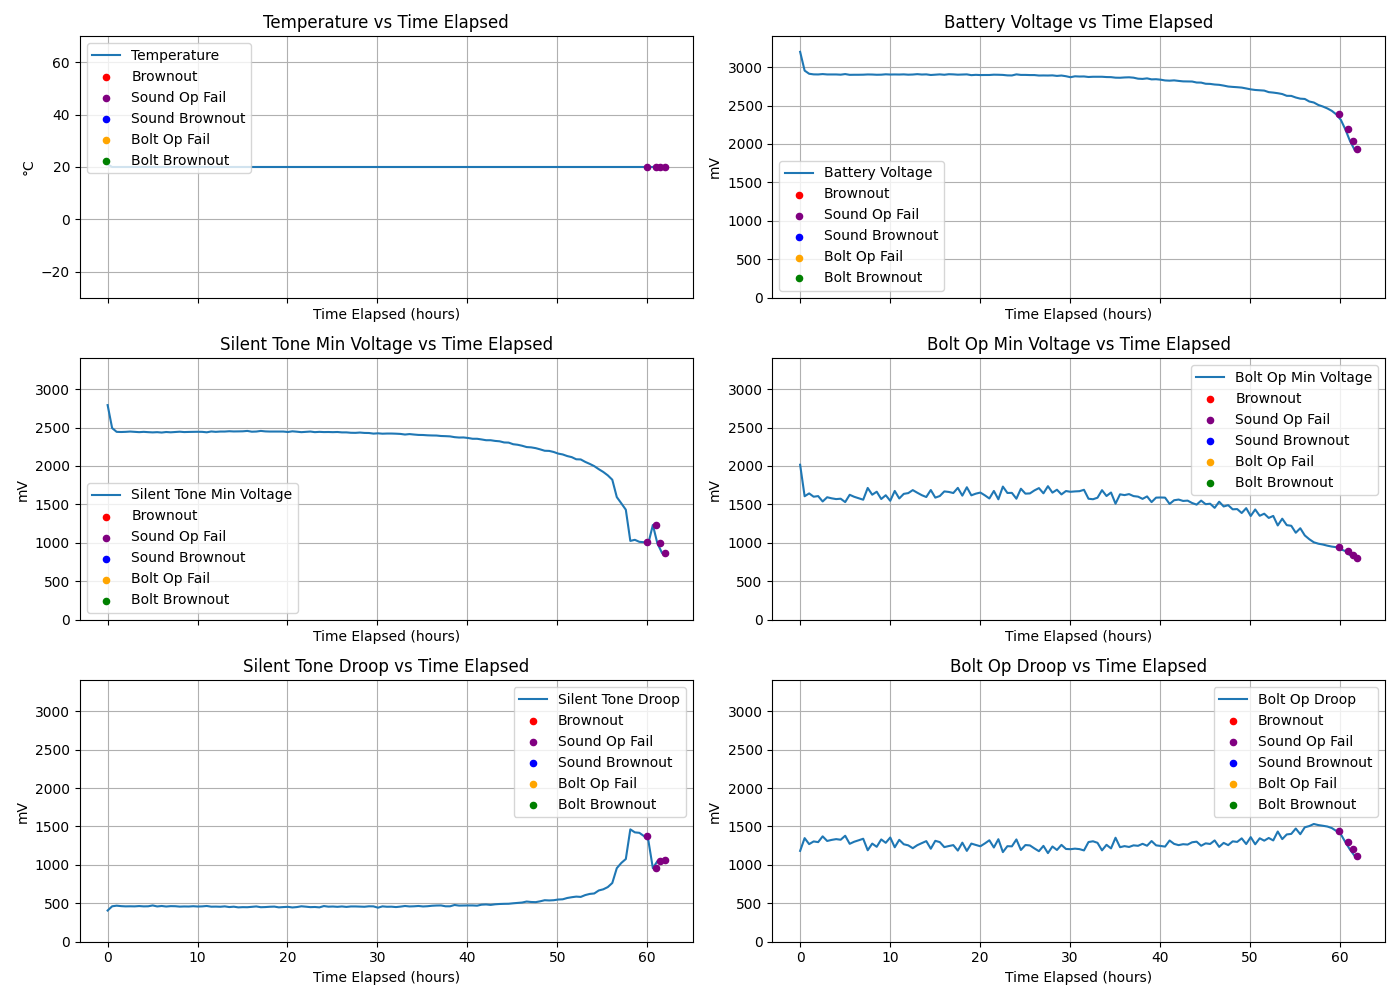 Temperature vs Time Elapsed
60
40
20
0
−20
°C
Temperature
Brownout
Sound Op Fail
Sound Brownout
Bolt Op Fail
Bolt Brownout
Time Elapsed (hours)
Battery Voltage vs Time Elapsed
3000
2500
2000
1500
1000
500
0
mV
Battery Voltage
Brownout
Sound Op Fail
Sound Brownout
Bolt Op Fail
Bolt Brownout
Time Elapsed (hours)
Silent Tone Min Voltage vs Time Elapsed
3000
2500
2000
1500
1000
500
0
mV
Silent Tone Min Voltage
Brownout
Sound Op Fail
Sound Brownout
Bolt Op Fail
Bolt Brownout
Time Elapsed (hours)
Bolt Op Min Voltage vs Time Elapsed
3000
2500
2000
1500
1000
500
0
mV
Bolt Op Min Voltage
Brownout
Sound Op Fail
Sound Brownout
Bolt Op Fail
Bolt Brownout
Time Elapsed (hours)
Silent Tone Droop vs Time Elapsed
3000
2500
2000
1500
1000
500
0
mV
Silent Tone Droop
Brownout
Sound Op Fail
Sound Brownout
Bolt Op Fail
Bolt Brownout
0 10 20 30 40 50 60
Time Elapsed (hours)
Bolt Op Droop vs Time Elapsed
3000
2500
2000
1500
1000
500
0
mV
Bolt Op Droop
Brownout
Sound Op Fail
Sound Brownout
Bolt Op Fail
Bolt Brownout
0 10 20 30 40 50 60
Time Elapsed (hours)